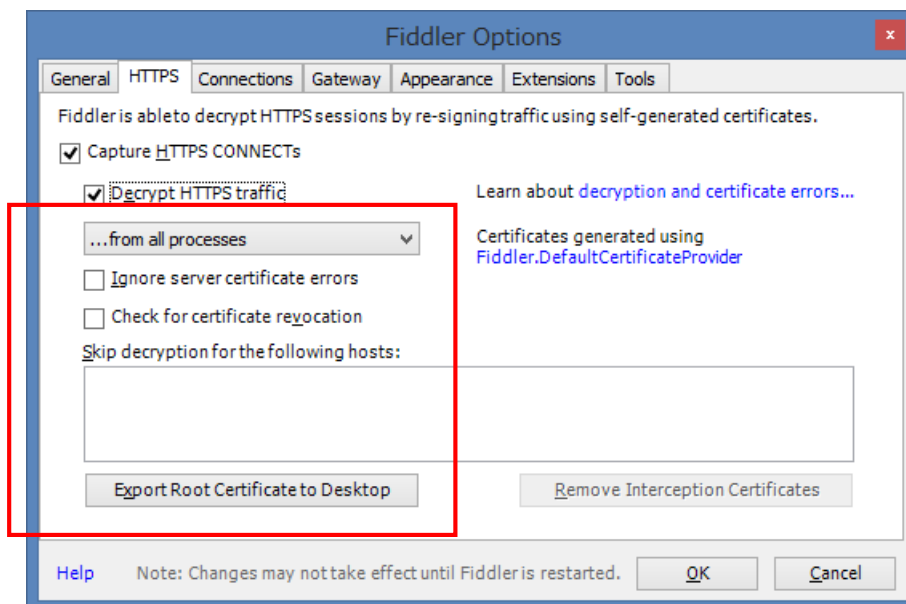 Fiddler Options
x
General HTTPS Connections Gateway Appearance Extensions Tools
Fiddler is able to decrypt HTTPS sessions by re-signing traffic using self-generated certificates.
Capture HTTPS CONNECTs
Decrypt HTTPS traffic
Learn about decryption and certificate errors...
...from all processes
Certificates generated using
Fiddler.DefaultCertificateProvider
Ignore server certificate errors
Check for certificate revocation
Skip decryption for the following hosts:
Export Root Certificate to Desktop
Remove Interception Certificates
Help Note: Changes may not take effect until Fiddler is restarted. OK Cancel